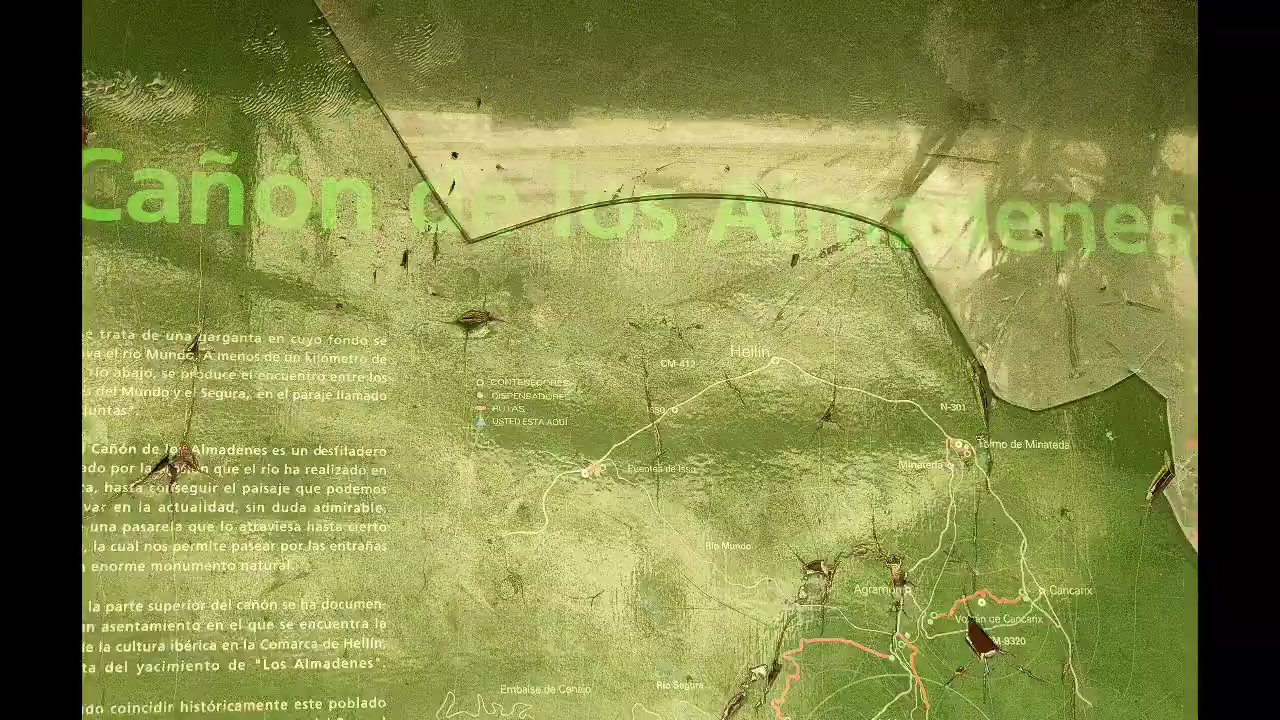 Cañón de los Almadenes
trata de una garganta en cuyo fondo se
el río Mundo. A menos de un kilómetro de
río abajo, se produce el encuentro entre los
del Mundo y el Segura, en el paraje llamado
Juntas".
Cañón de los Almadenes es un desfiladero
por la que el río ha realizado en
hasta conseguir el paisaje que podemos
var en la actualidad, sin duda admirable,
una pasarela que lo atraviesa hasta cierto
, la cual nos permite pasear por las entrañas
enorme monumento natural.
la parte superior del cañón se ha documen-
un asentamiento en el que se encuentra la
de la cultura ibérica en la Comarca de Hellín,
ta del yacimiento de "Los Almadenes".
do coincidir históricamente este poblado
CONTENEDORES
DISPENSADORES
RUTAS
USTED ESTA AQUÍ
Hellín
CM-412
Isso
N-301
Tolmo de Minateda
Minateda
Fuentes de Isso
Río Mundo
Agramón
Cancarix
Volcan de Cancarix
M-9320
Embalse de Canajo
Río Segura